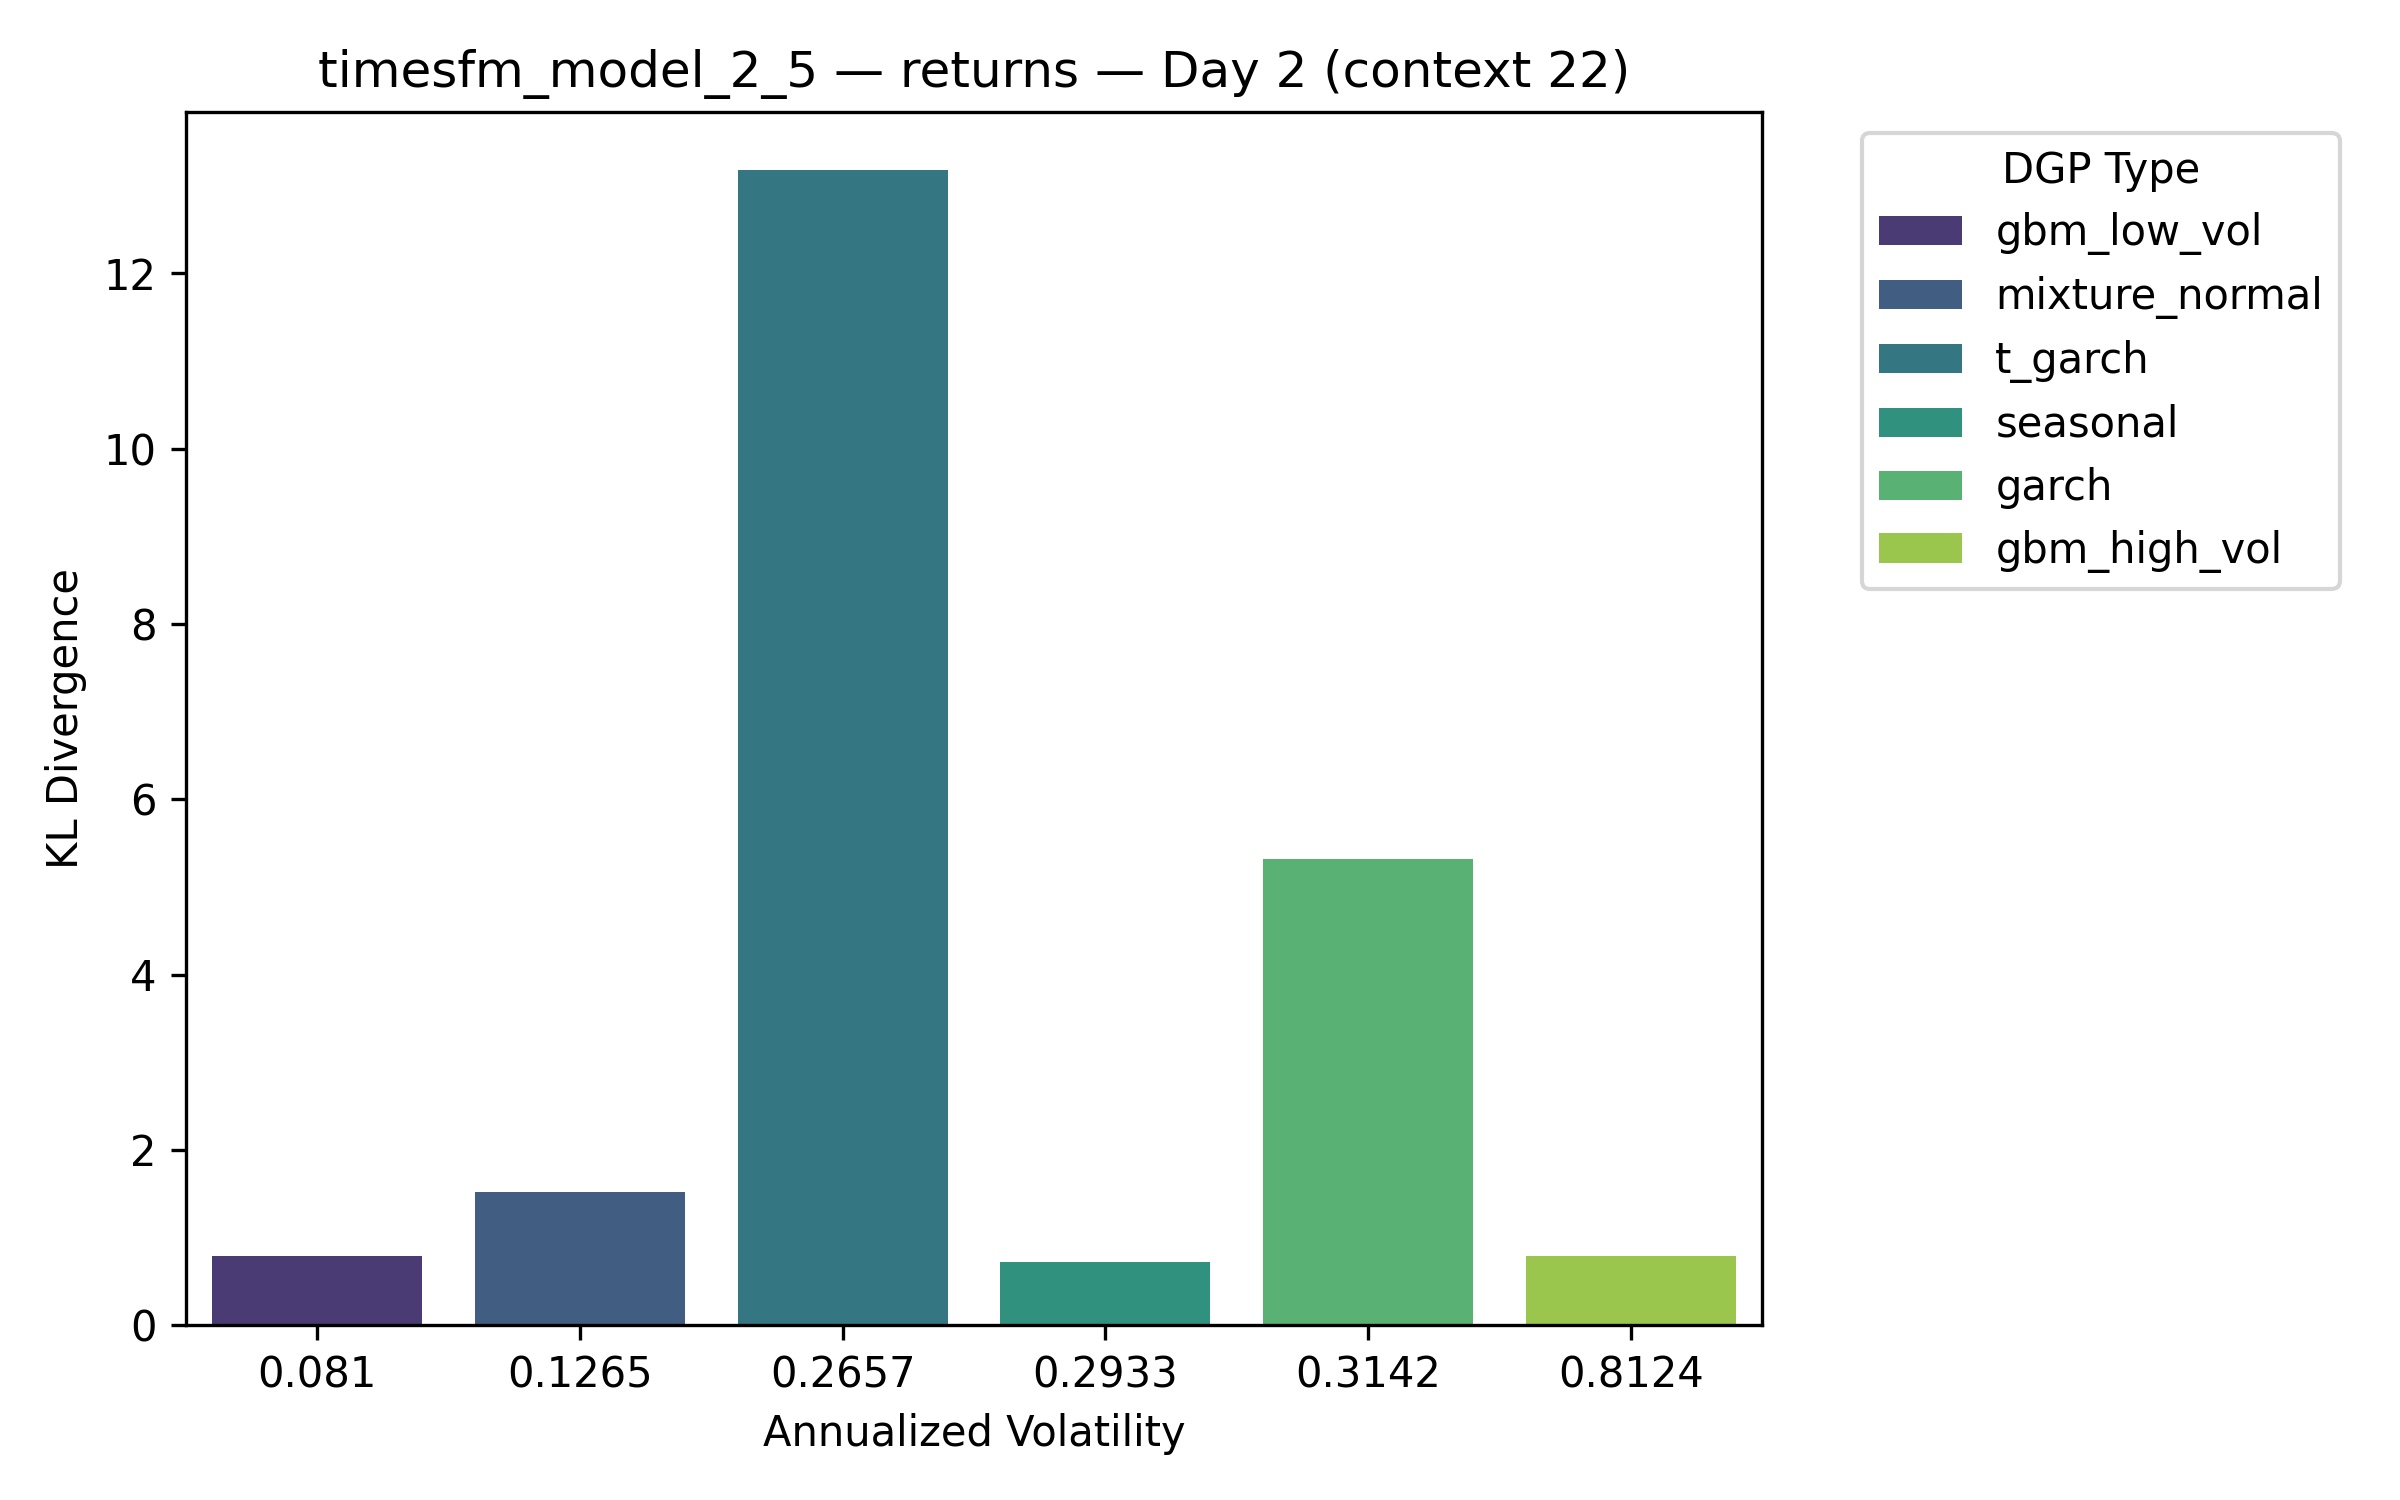 timesfm_model_2_5 — returns — Day 2 (context 22)
KL Divergence
12
10
8
6
4
2
0
0.081 0.1265 0.2657 0.2933 0.3142 0.8124
Annualized Volatility
DGP Type
gbm_low_vol
mixture_normal
t_garch
seasonal
garch
gbm_high_vol